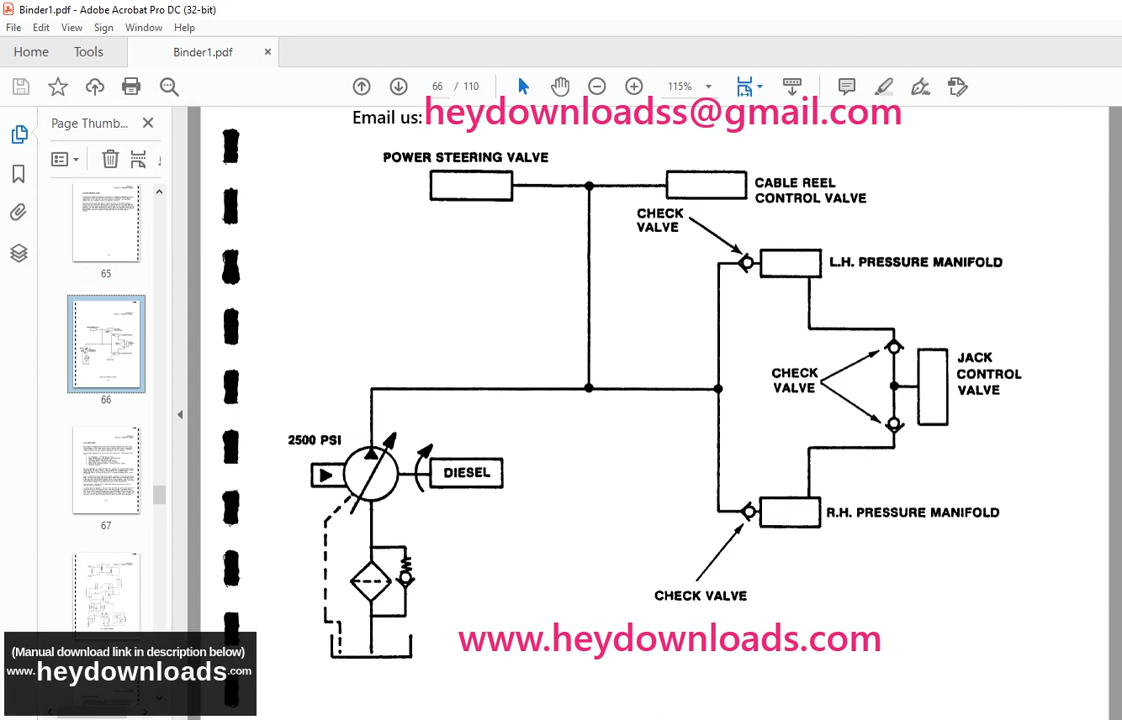 Binder1.pdf - Adobe Acrobat Pro DC (32-bit)
File Edit View Sign Window Help
Home Tools Binder1.pdf
66 / 110 115%
Page Thumb...
65
66
67
Email us: heydownloadss@gmail.com
POWER STEERING VALVE
CABLE REEL
CONTROL VALVE
CHECK
VALVE
L.H. PRESSURE MANIFOLD
CHECK
VALVE
JACK
CONTROL
VALVE
2500 PSI
DIESEL
R.H. PRESSURE MANIFOLD
CHECK VALVE
www.heydownloads.com
(Manual download link in description below)
www.heydownloads.com